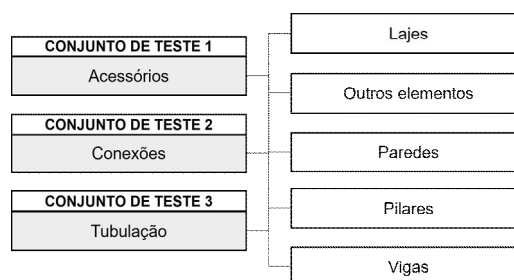 CONJUNTO DE TESTE 1
Acessórios
CONJUNTO DE TESTE 2
Conexões
CONJUNTO DE TESTE 3
Tubulação
Lajes
Outros elementos
Paredes
Pilares
Vigas